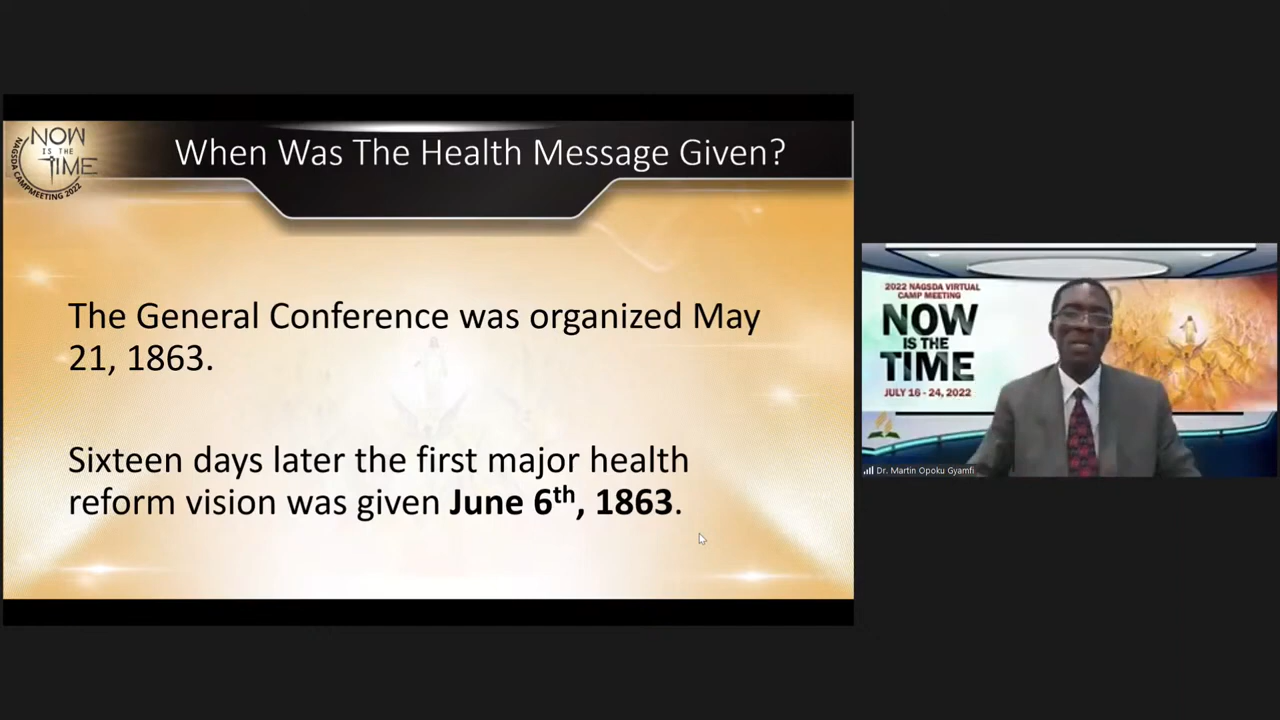 NOW
IS THE
TIME
NAGSDA CAMPMEETING 2022
When Was The Health Message Given?
The General Conference was organized May
21, 1863.
Sixteen days later the first major health
reform vision was given June 6th, 1863.
2022 NAGSDA VIRTUAL
CAMP MEETING
NOW
IS THE
TIME
JULY 16 - 24, 2022
Dr. Martin Opoku Gyamfi